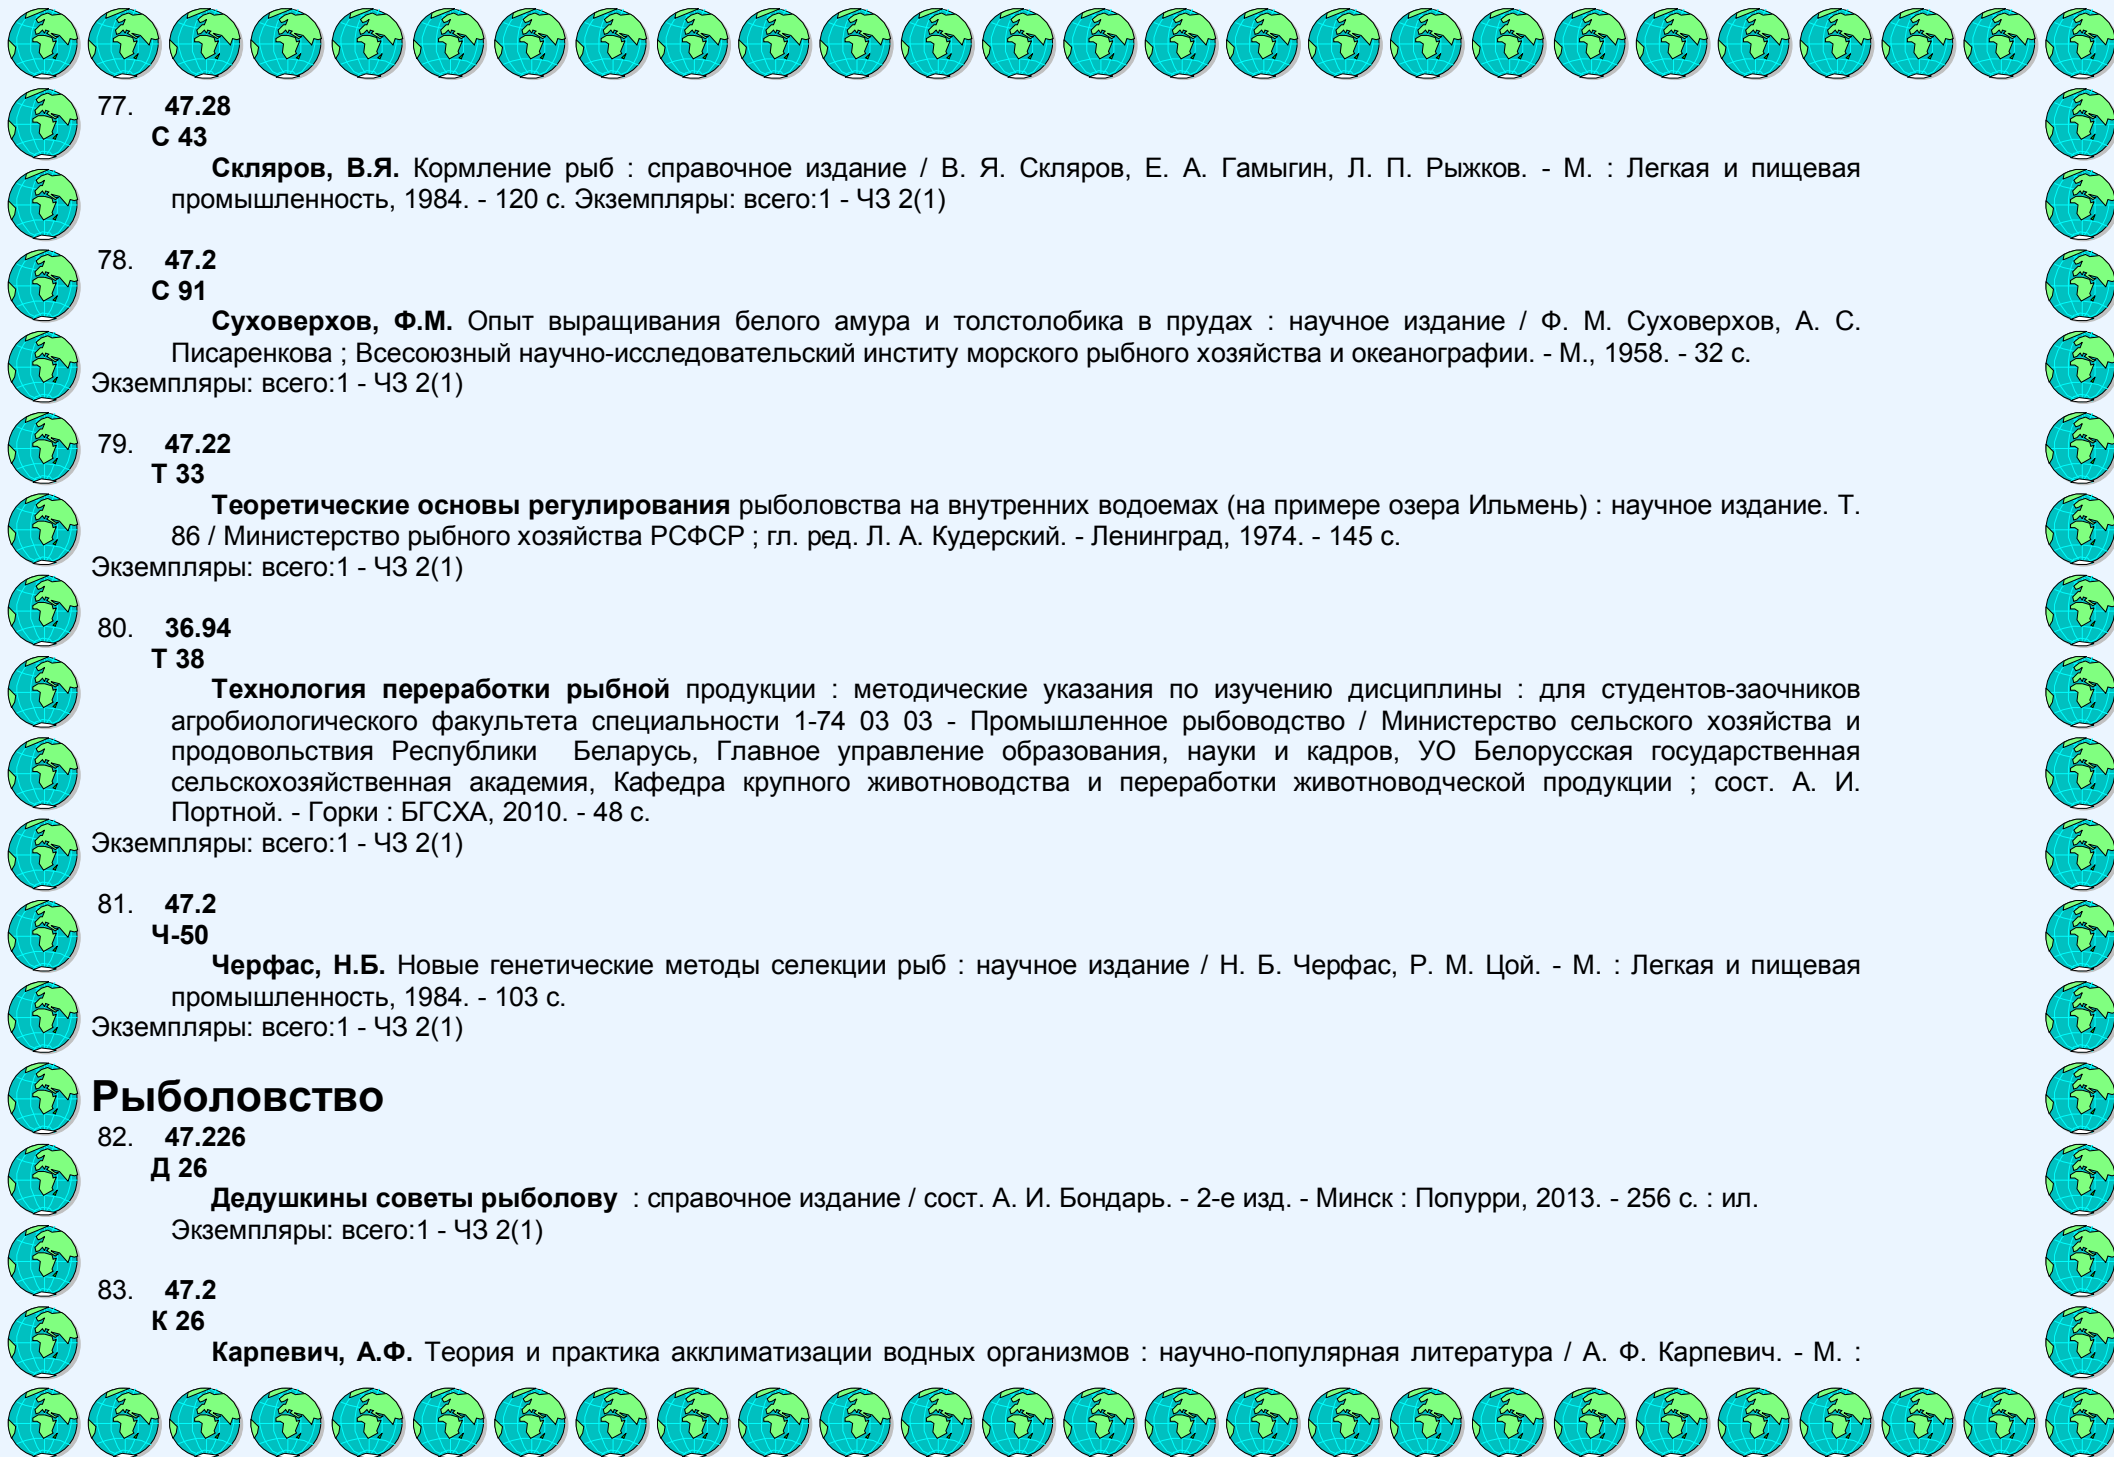 77. 47.28
С 43
Скляров, В.Я. Кормление рыб : справочное издание / В. Я. Скляров, Е. А. Гамыгин, Л. П. Рыжков. - М. : Легкая и пищевая
промышленность, 1984. - 120 с. Экземпляры: всего:1 - ЧЗ 2(1)
78. 47.2
С 91
Суховерхов, Ф.М. Опыт выращивания белого амура и толстолобика в прудах : научное издание / Ф. М. Суховерхов, А. С.
Писаренкова ; Всесоюзный научно-исследовательский институ морского рыбного хозяйства и океанографии. - М., 1958. - 32 с.
Экземпляры: всего:1 - ЧЗ 2(1)
79. 47.22
Т 33
Теоретические основы регулирования рыболовства на внутренних водоемах (на примере озера Ильмень) : научное издание. Т.
86 / Министерство рыбного хозяйства РСФСР ; гл. ред. Л. А. Кудерский. - Ленинград, 1974. - 145 с.
Экземпляры: всего:1 - ЧЗ 2(1)
80. 36.94
Т 38
Технология переработки рыбной продукции : методические указания по изучению дисциплины : для студентов-заочников
агробиологического факультета специальности 1-74 03 03 - Промышленное рыбоводство / Министерство сельского хозяйства и
продовольствия Республики Беларусь, Главное управление образования, науки и кадров, УО Белорусская государственная
сельскохозяйственная академия, Кафедра крупного животноводства и переработки животноводческой продукции ; сост. А. И.
Портной. - Горки : БГСХА, 2010. - 48 с.
Экземпляры: всего:1 - ЧЗ 2(1)
81. 47.2
Ч-50
Черфас, Н.Б. Новые генетические методы селекции рыб : научное издание / Н. Б. Черфас, Р. М. Цой. - М. : Легкая и пищевая
промышленность, 1984. - 103 с.
Экземпляры: всего:1 - ЧЗ 2(1)
Рыболовство
82. 47.226
Д 26
Дедушкины советы рыболову : справочное издание / сост. А. И. Бондарь. - 2-е изд. - Минск : Попурри, 2013. - 256 с. : ил.
Экземпляры: всего:1 - ЧЗ 2(1)
83. 47.2
К 26
Карпевич, А.Ф. Теория и практика акклиматизации водных организмов : научно-популярная литература / А. Ф. Карпевич. - М. :